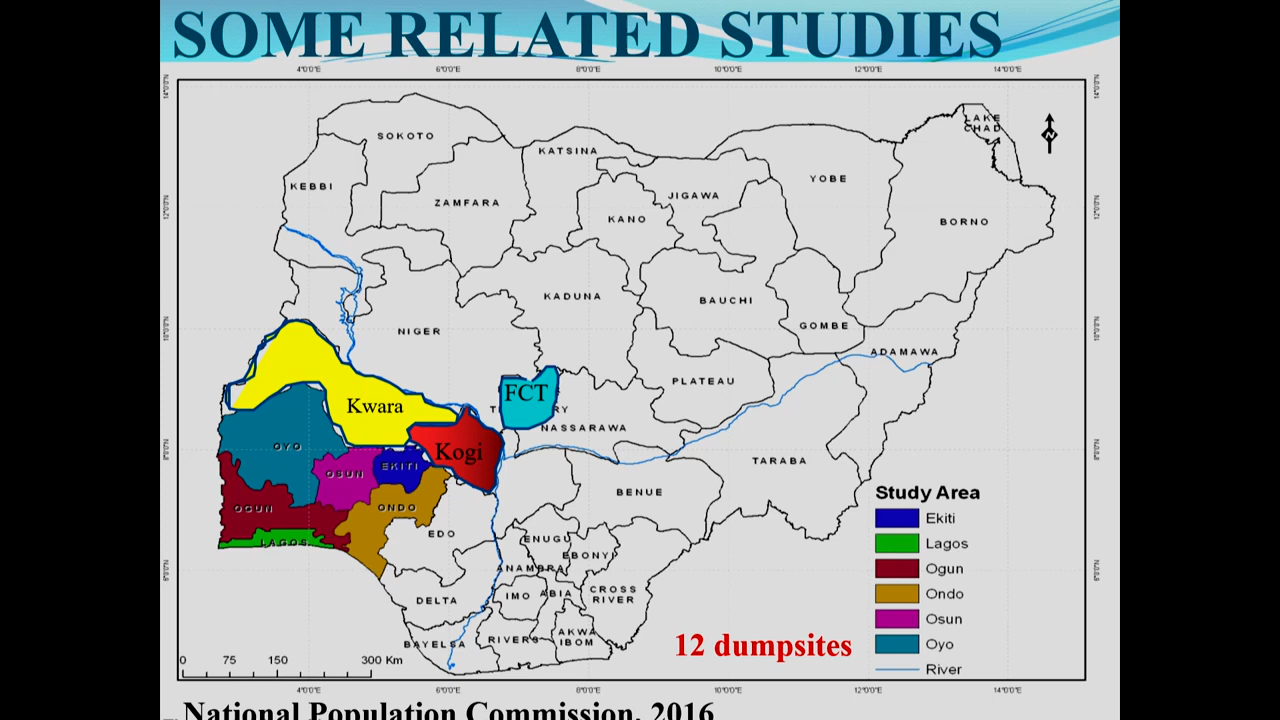 SOME RELATED STUDIES
4°0'0"E 6°0'0"E 8°0'0"E 10°0'0"E 12°0'0"E 14°0'0"E
LAKE
CHAD
N
SOKOTO
KATSINA
YOBE
KEBBI
JIGAWA
ZAMFARA
KANO
BORNO
KADUNA
BAUCHI
NIGER
GOMBE
ADAMAWA
PLATEAU
FCT
Kwara
NASSARAWA
OYO
Kogi
TARABA
OSUN
EKITI
BENUE
OGUN
ONDO
EDO
ENUGU
LAGOS
EBONYI
ANAMBRA
DELTA
IMO
ABIA
CROSS
RIVER
BAYELSA
RIVERS
AKWA
IBOM
Study Area
Ekiti
Lagos
Ogun
Ondo
Osun
Oyo
River
12 dumpsites
0 75 150 300 Km
4°0'0"E 6°0'0"E 8°0'0"E 10°0'0"E 12°0'0"E 14°0'0"E
National Population Commission, 2016